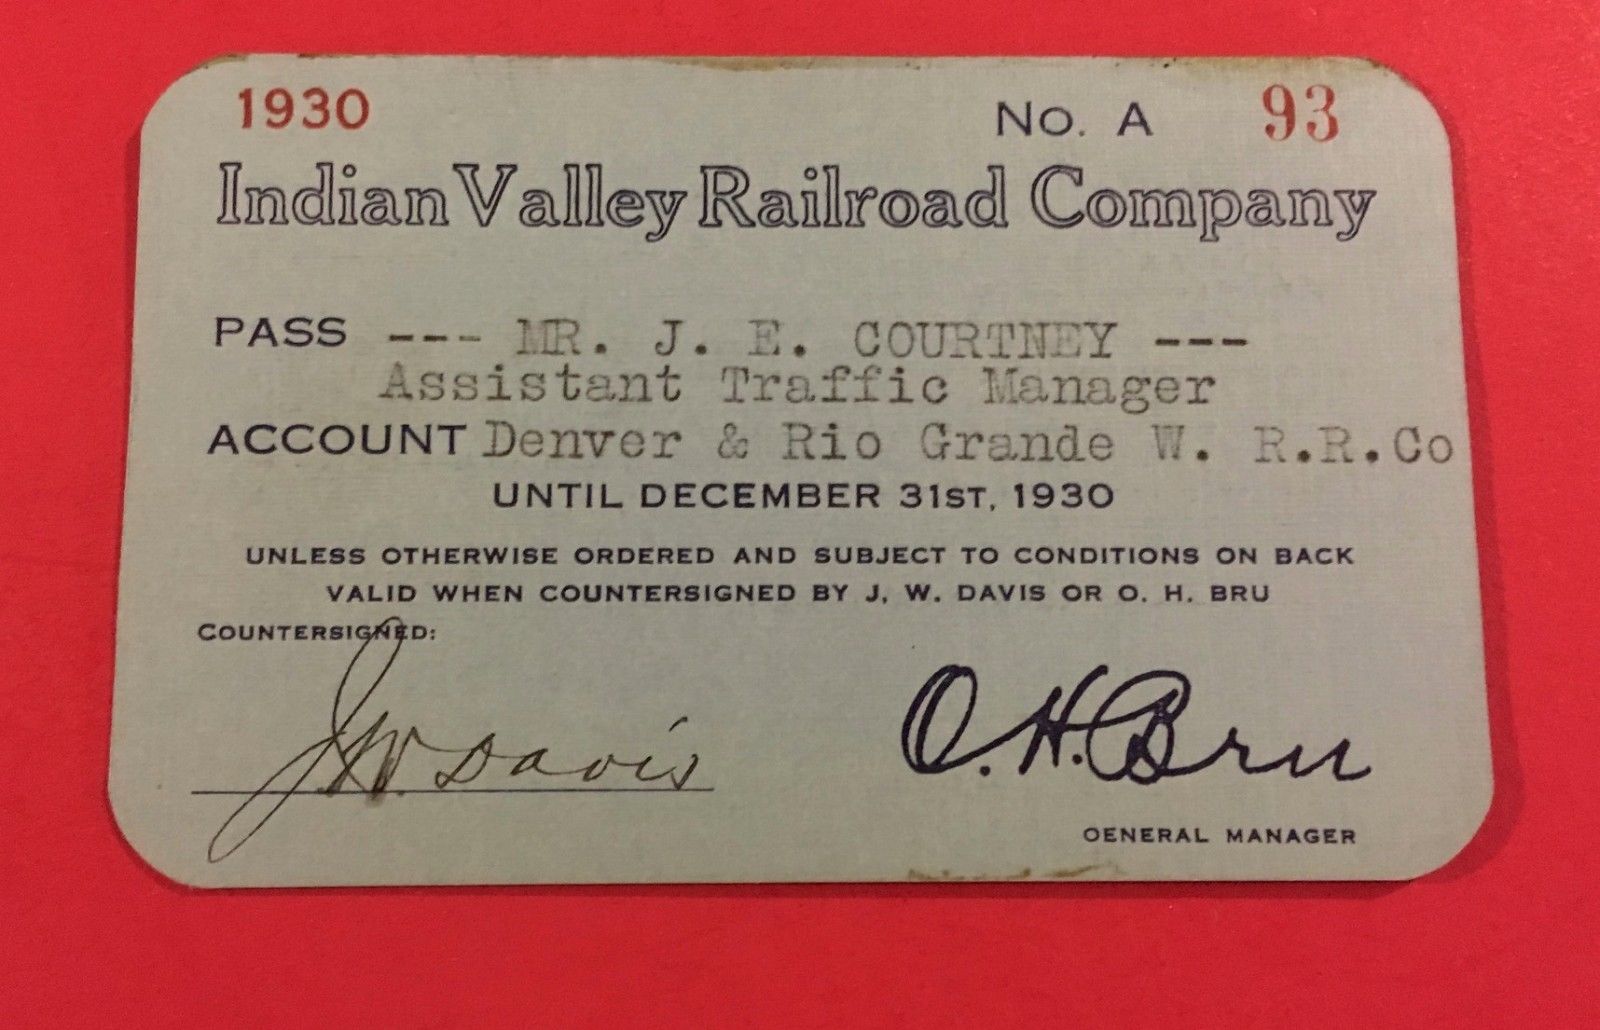 1930 No. A 93
Indian Valley Railroad Company
PASS --- MR. J. E. COURTNEY ---
Assistant Traffic Manager
ACCOUNT Denver & Rio Grande W. R.R.Co
UNTIL DECEMBER 31ST, 1930
UNLESS OTHERWISE ORDERED AND SUBJECT TO CONDITIONS ON BACK
VALID WHEN COUNTERSIGNED BY J. W. DAVIS OR O. H. BRU
COUNTERSIGNED:
J.W. Davis O.H. Bru
GENERAL MANAGER